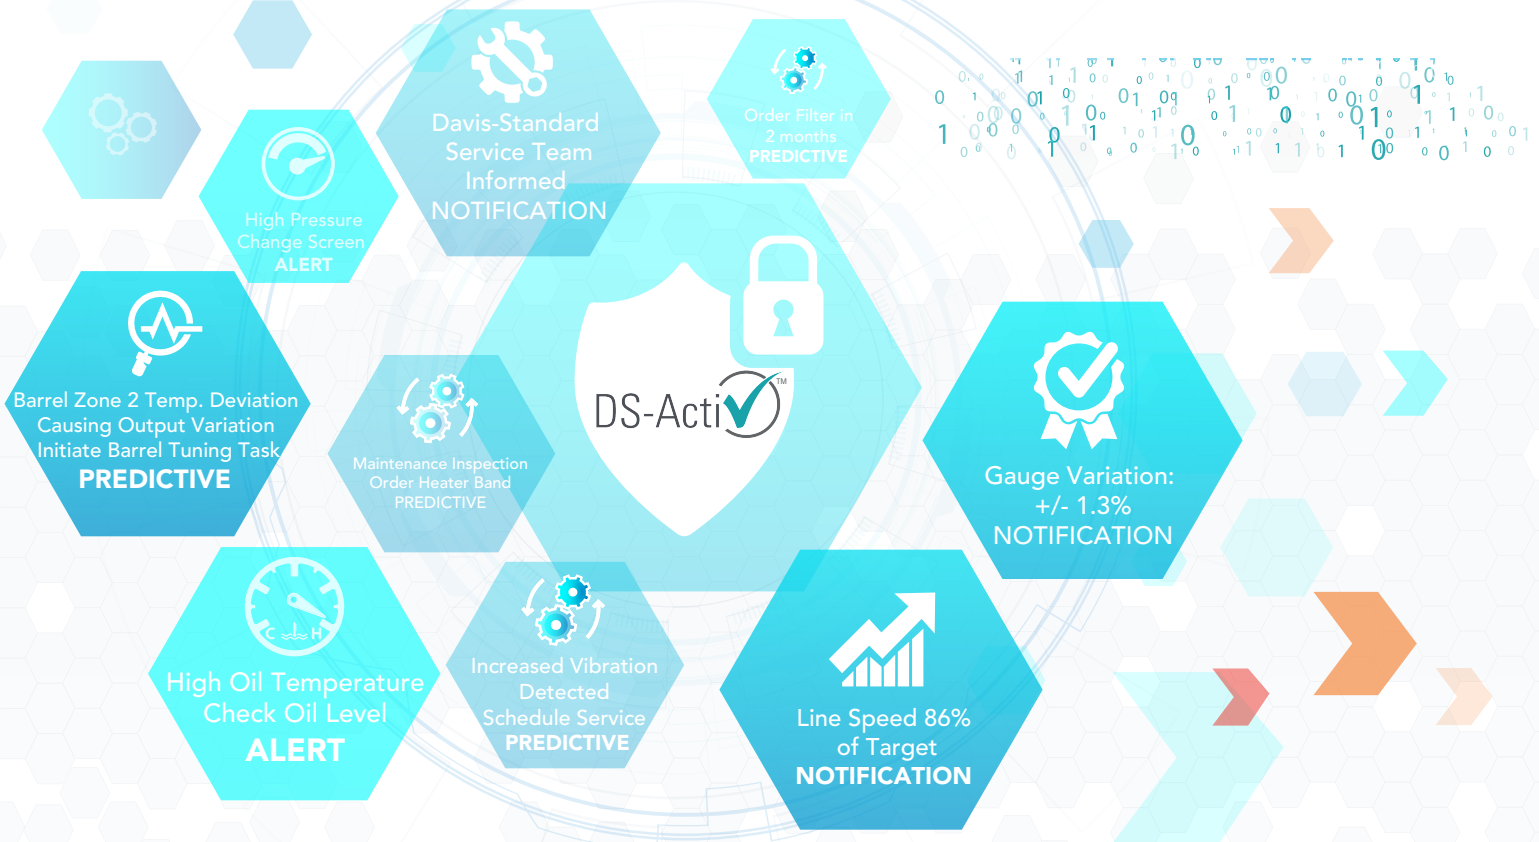 Davis-Standard
Service Team
Informed
NOTIFICATION
Order Filter in
2 months
PREDICTIVE
High Pressure
Change Screen
ALERT
Barrel Zone 2 Temp. Deviation
Causing Output Variation
Initiate Barrel Tuning Task
PREDICTIVE
Maintenance Inspection
Order Heater Band
PREDICTIVE
DS-Acti✓™
Gauge Variation:
+/- 1.3%
NOTIFICATION
C H
High Oil Temperature
Check Oil Level
ALERT
Increased Vibration
Detected
Schedule Service
PREDICTIVE
Line Speed 86%
of Target
NOTIFICATION